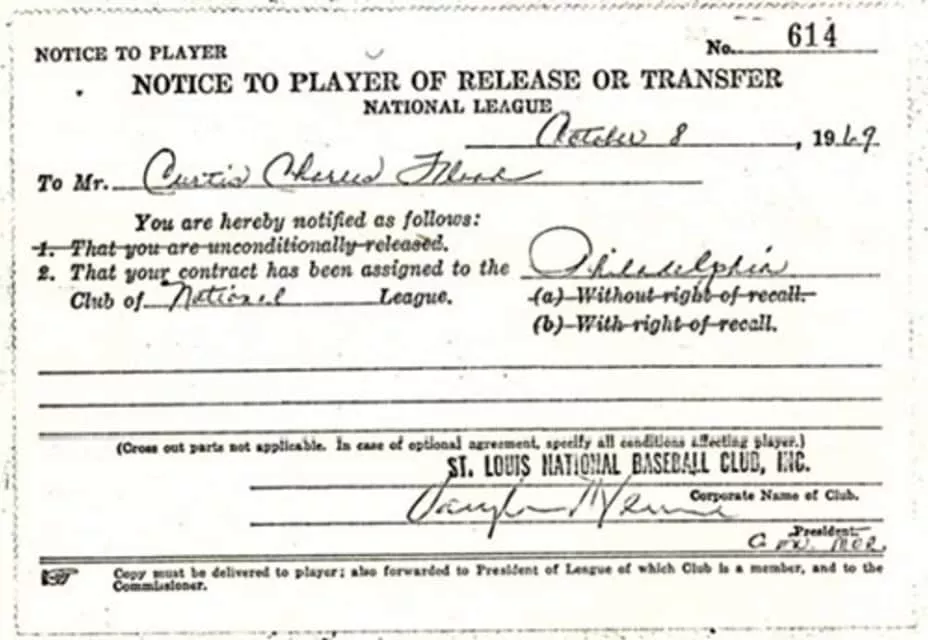 NOTICE TO PLAYER
No. 614
NOTICE TO PLAYER OF RELEASE OR TRANSFER
NATIONAL LEAGUE
October 8, 1969
To Mr. Curtis Charles Flood
You are hereby notified as follows:
1. That you are unconditionally released.
2. That your contract has been assigned to the Philadelphia
Club of National League. (a) Without right of recall.
(b) With right of recall.
(Cross out parts not applicable. In case of optional agreement, specify all conditions affecting player.)
ST. LOUIS NATIONAL BASEBALL CLUB, INC.
Corporate Name of Club.
President.
Copy must be delivered to player; also forwarded to President of League of which Club is a member, and to the
Commissioner.